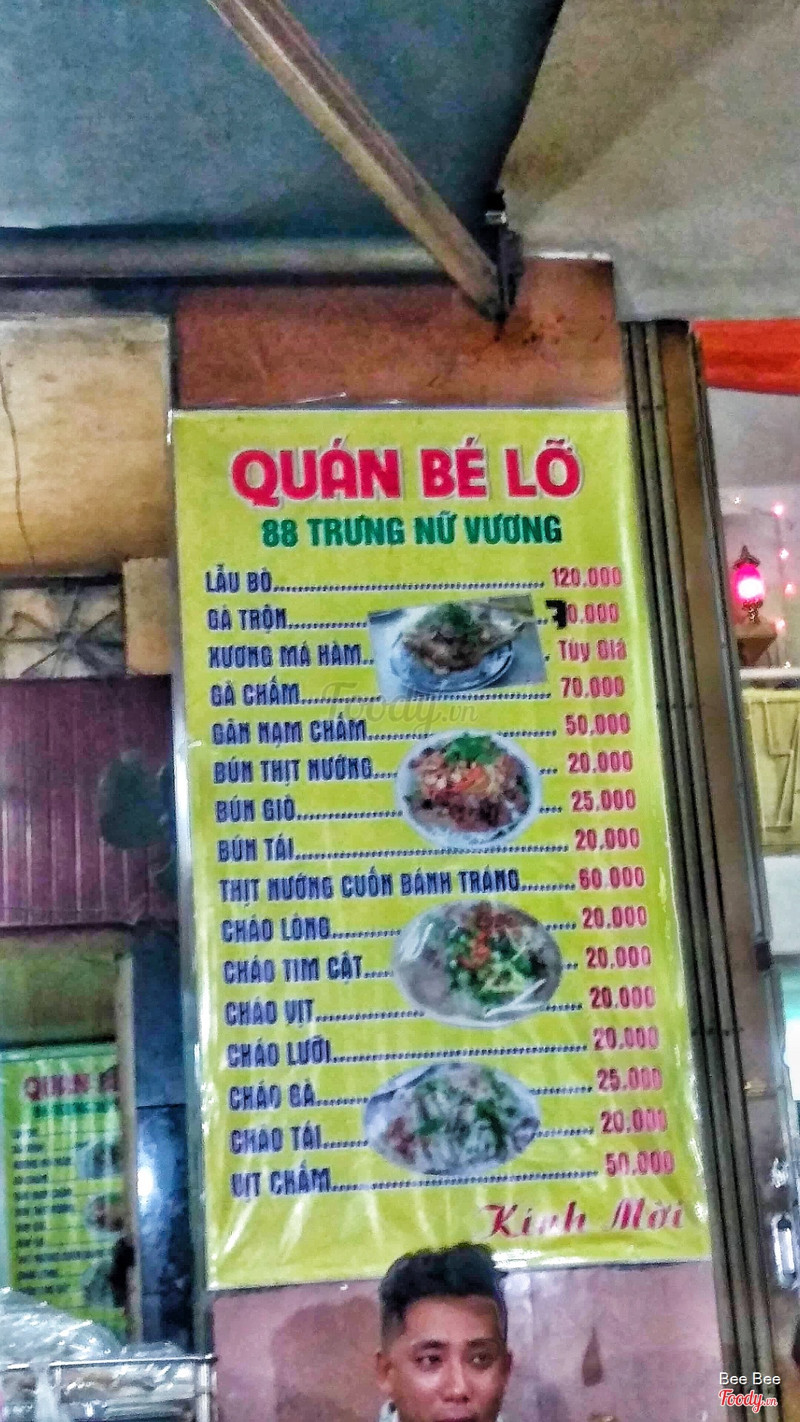 QUÁN BÉ LỠ
88 TRƯNG NỮ VƯƠNG
LẨU BÒ 120.000
GÀ TRỘN 70.000
XƯƠNG MÁ HÀM Tùy Giá
GÀ CHẤM 70.000
GÂN NẠM CHẤM 50.000
BÚN THỊT NƯỚNG 20.000
BÚN GIÒ 25.000
BÚN TÁI 20.000
THỊT NƯỚNG CUỐN BÁNH TRÁNG 60.000
CHÁO LÒNG 20.000
CHÁO TIM CẬT 20.000
CHÁO VỊT 20.000
CHÁO LƯỠI 20.000
CHÁO GÀ 25.000
CHÁO TÁI 20.000
VỊT CHẤM 50.000
Kính Mời
Foody.vn
QUÁN
Bee Bee
Foody.vn